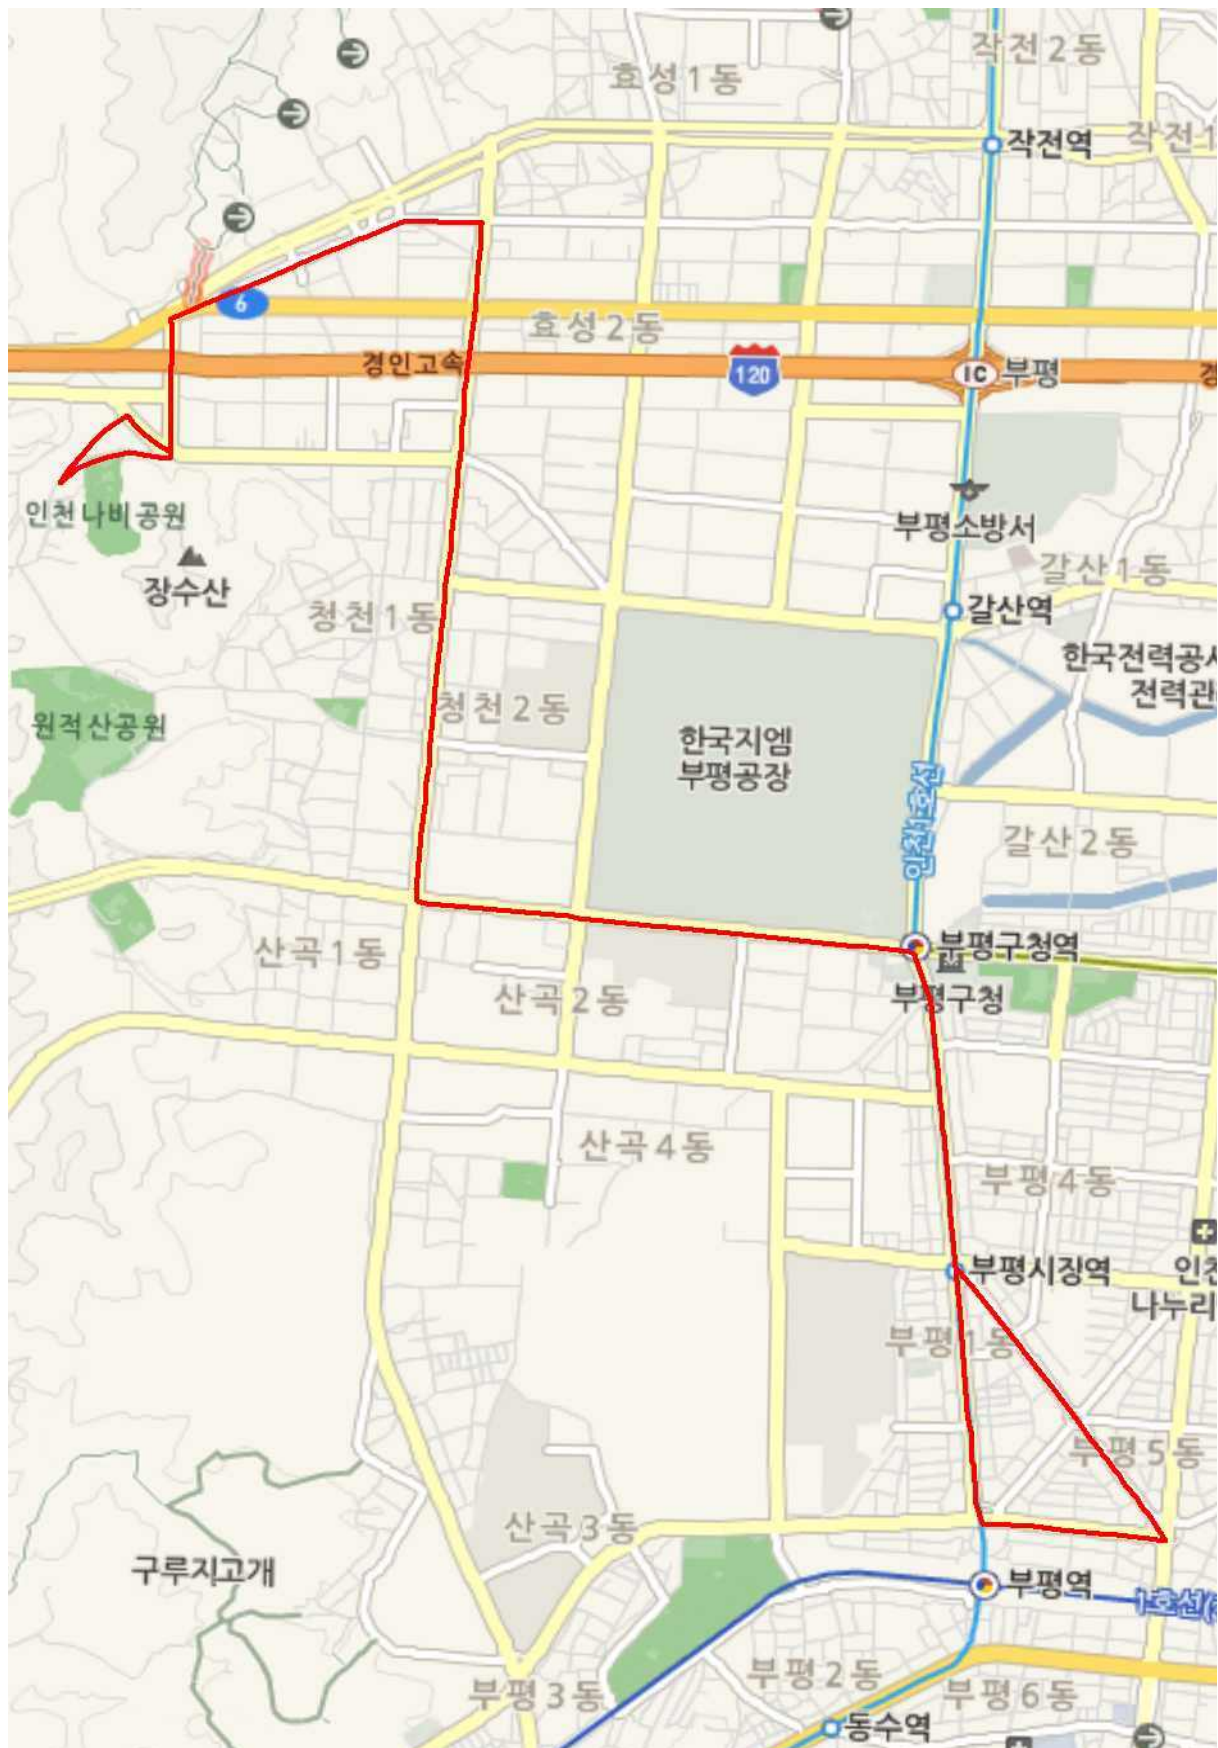 작전2동
효성1동
작전역
작전1
6
효성2동
경인고속
120
IC 부평
경
인천나비공원
부평소방서
장수산
갈산1동
갈산역
청천1동
한국전력공사
전력관
청천2동
원적산공원
한국지엠
부평공장
인천1호선
갈산2동
산곡1동
부평구청역
산곡2동
부평구청
산곡4동
부평4동
부평시장역
인천
나누리
부평1동
부평5동
산곡3동
구루지고개
부평역
1호선(
부평2동
부평3동
부평6동
동수역